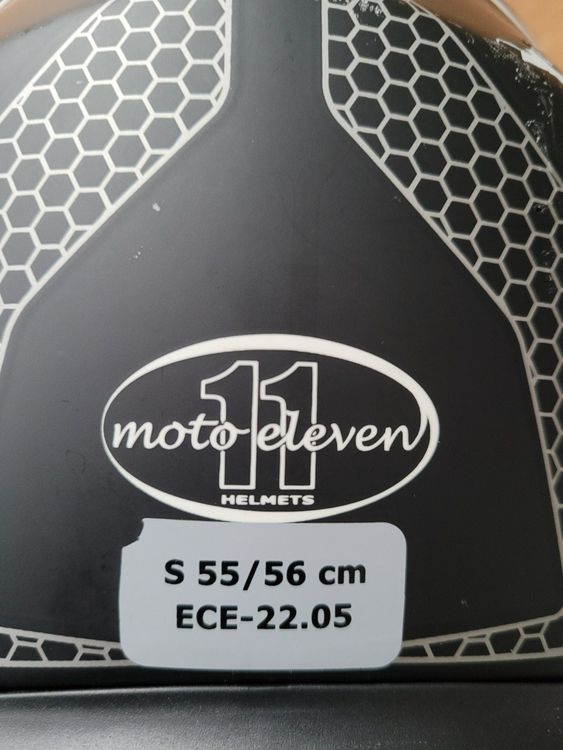 11
moto eleven
HELMETS
S 55/56 cm
ECE-22.05